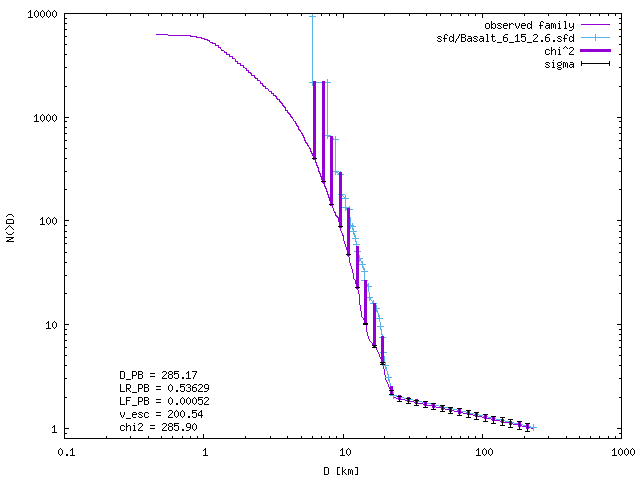 10000
1000
100
10
1
N(>D)
observed family
sfd/Basalt_6_15_2.6.sfd
chi^2
sigma
D_PB = 285.17
LR_PB = 0.53629
LF_PB = 0.00052
v_esc = 200.54
chi2 = 285.90
0.1 1 10 100 1000
D [km]